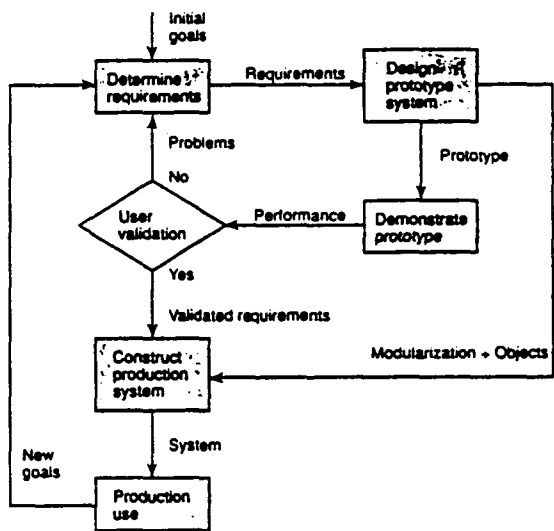 Initial
goals
Determine
requirements
Requirements
Design
prototype
system
Problems
Prototype
No
User
validation
Performance
Demonstrate
prototype
Yes
Validated requirements
Construct
production
system
Modularization + Objects
System
New
goals
Production
use